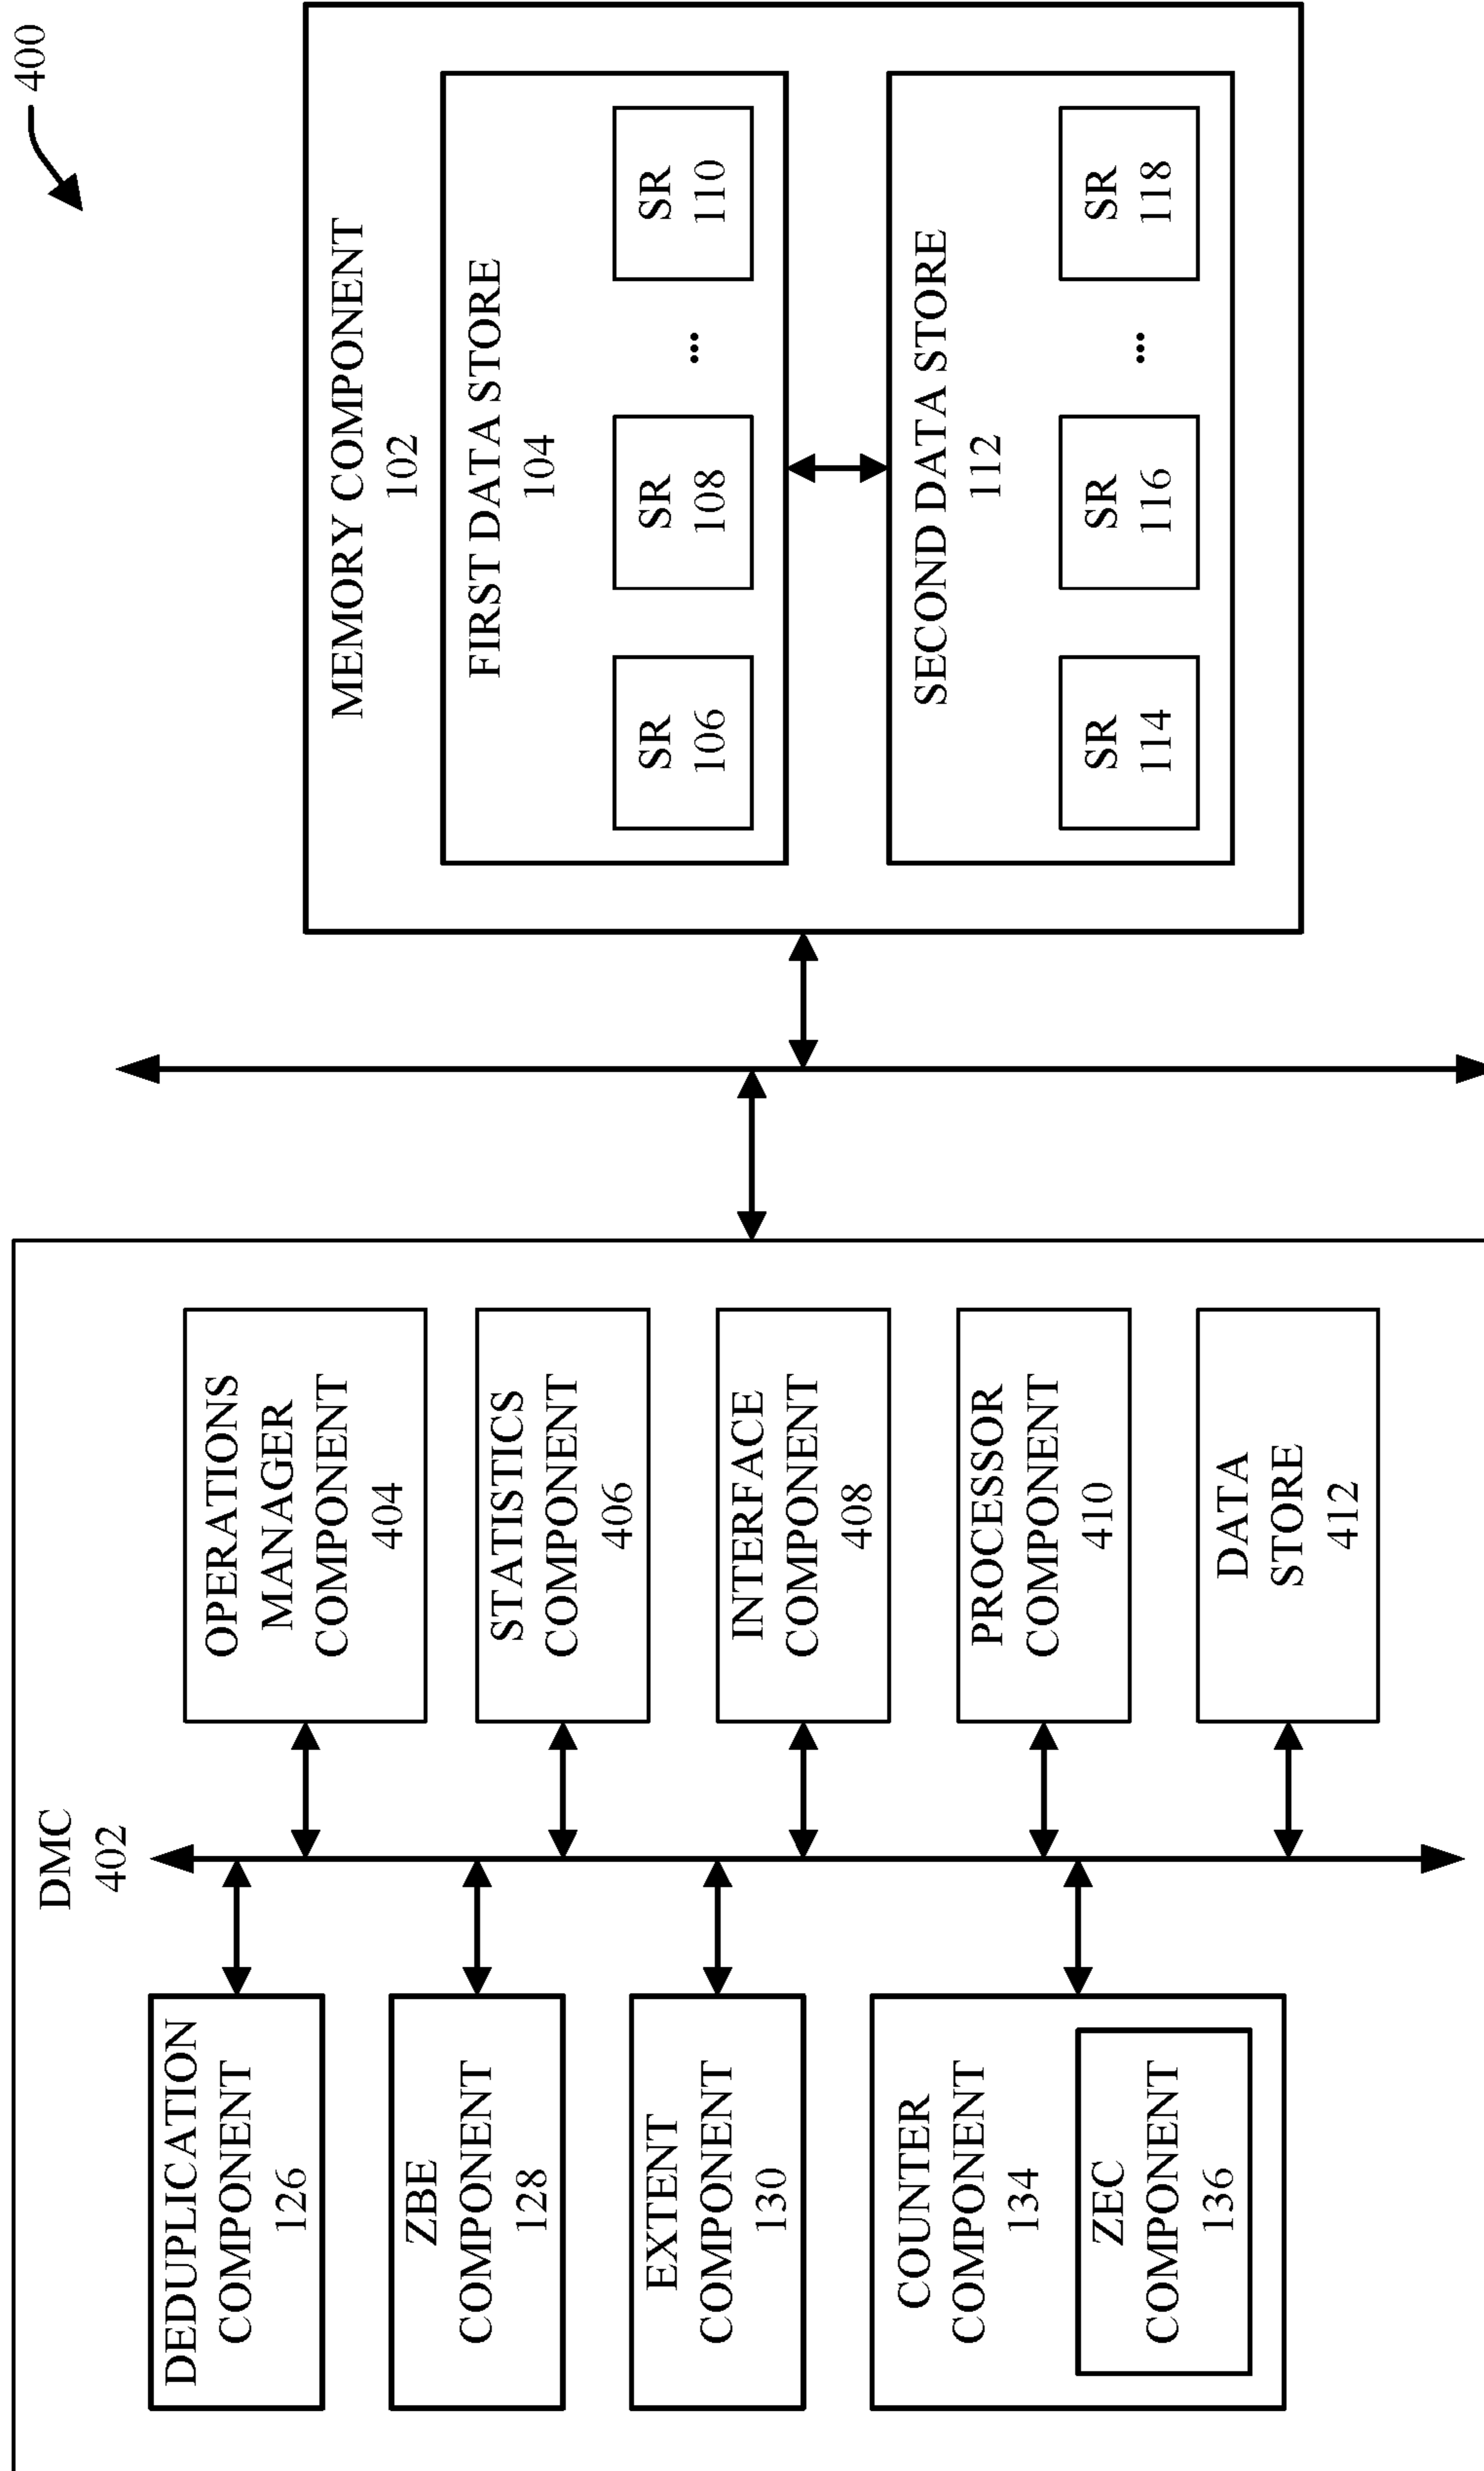 400
DMC
402
DEDUPLICATION
COMPONENT
126
ZBE
COMPONENT
128
EXTENT
COMPONENT
130
COUNTER
COMPONENT
134
ZEC
COMPONENT
136
OPERATIONS
MANAGER
COMPONENT
404
STATISTICS
COMPONENT
406
INTERFACE
COMPONENT
408
PROCESSOR
COMPONENT
410
DATA
STORE
412
MEMORY COMPONENT
102
FIRST DATA STORE
104
SR
106
SR
108
...
SR
110
SECOND DATA STORE
112
SR
114
SR
116
...
SR
118